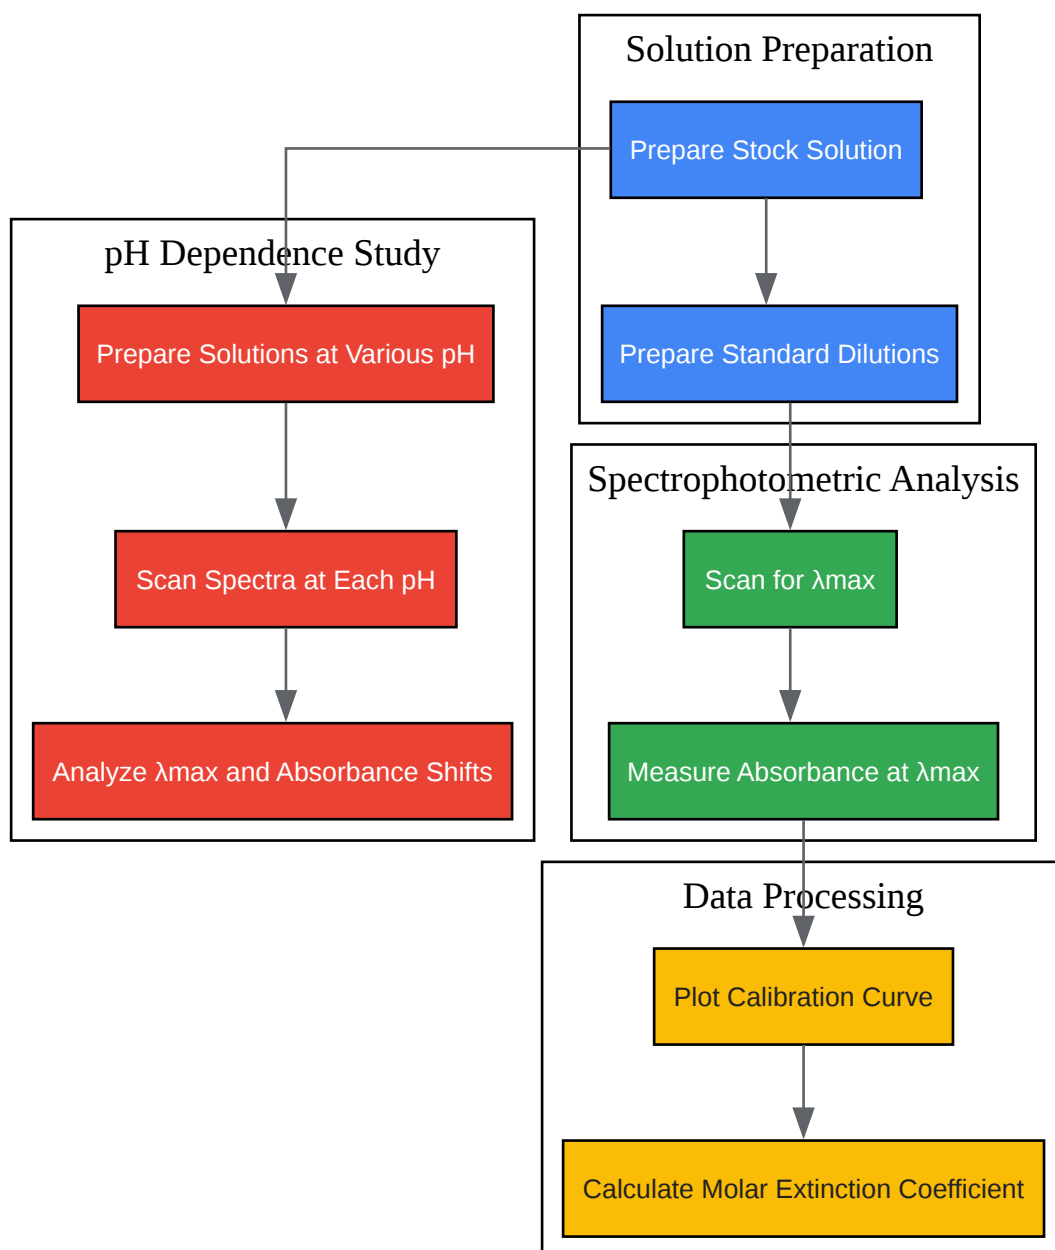 Solution Preparation
Prepare Stock Solution
Prepare Standard Dilutions
pH Dependence Study
Prepare Solutions at Various pH
Scan Spectra at Each pH
Analyze λmax and Absorbance Shifts
Spectrophotometric Analysis
Scan for λmax
Measure Absorbance at λmax
Data Processing
Plot Calibration Curve
Calculate Molar Extinction Coefficient